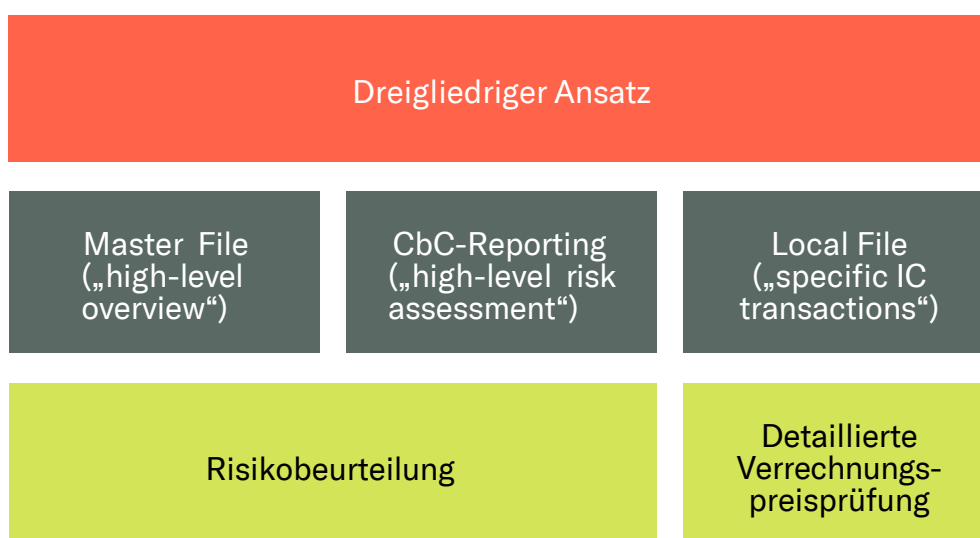 Dreigliedriger Ansatz
Master File
(„high-level
overview“)
CbC-Reporting
(„high-level risk
assessment“)
Local File
(„specific IC
transactions“)
Risikobeurteilung
Detaillierte
Verrechnungs-
preisprüfung